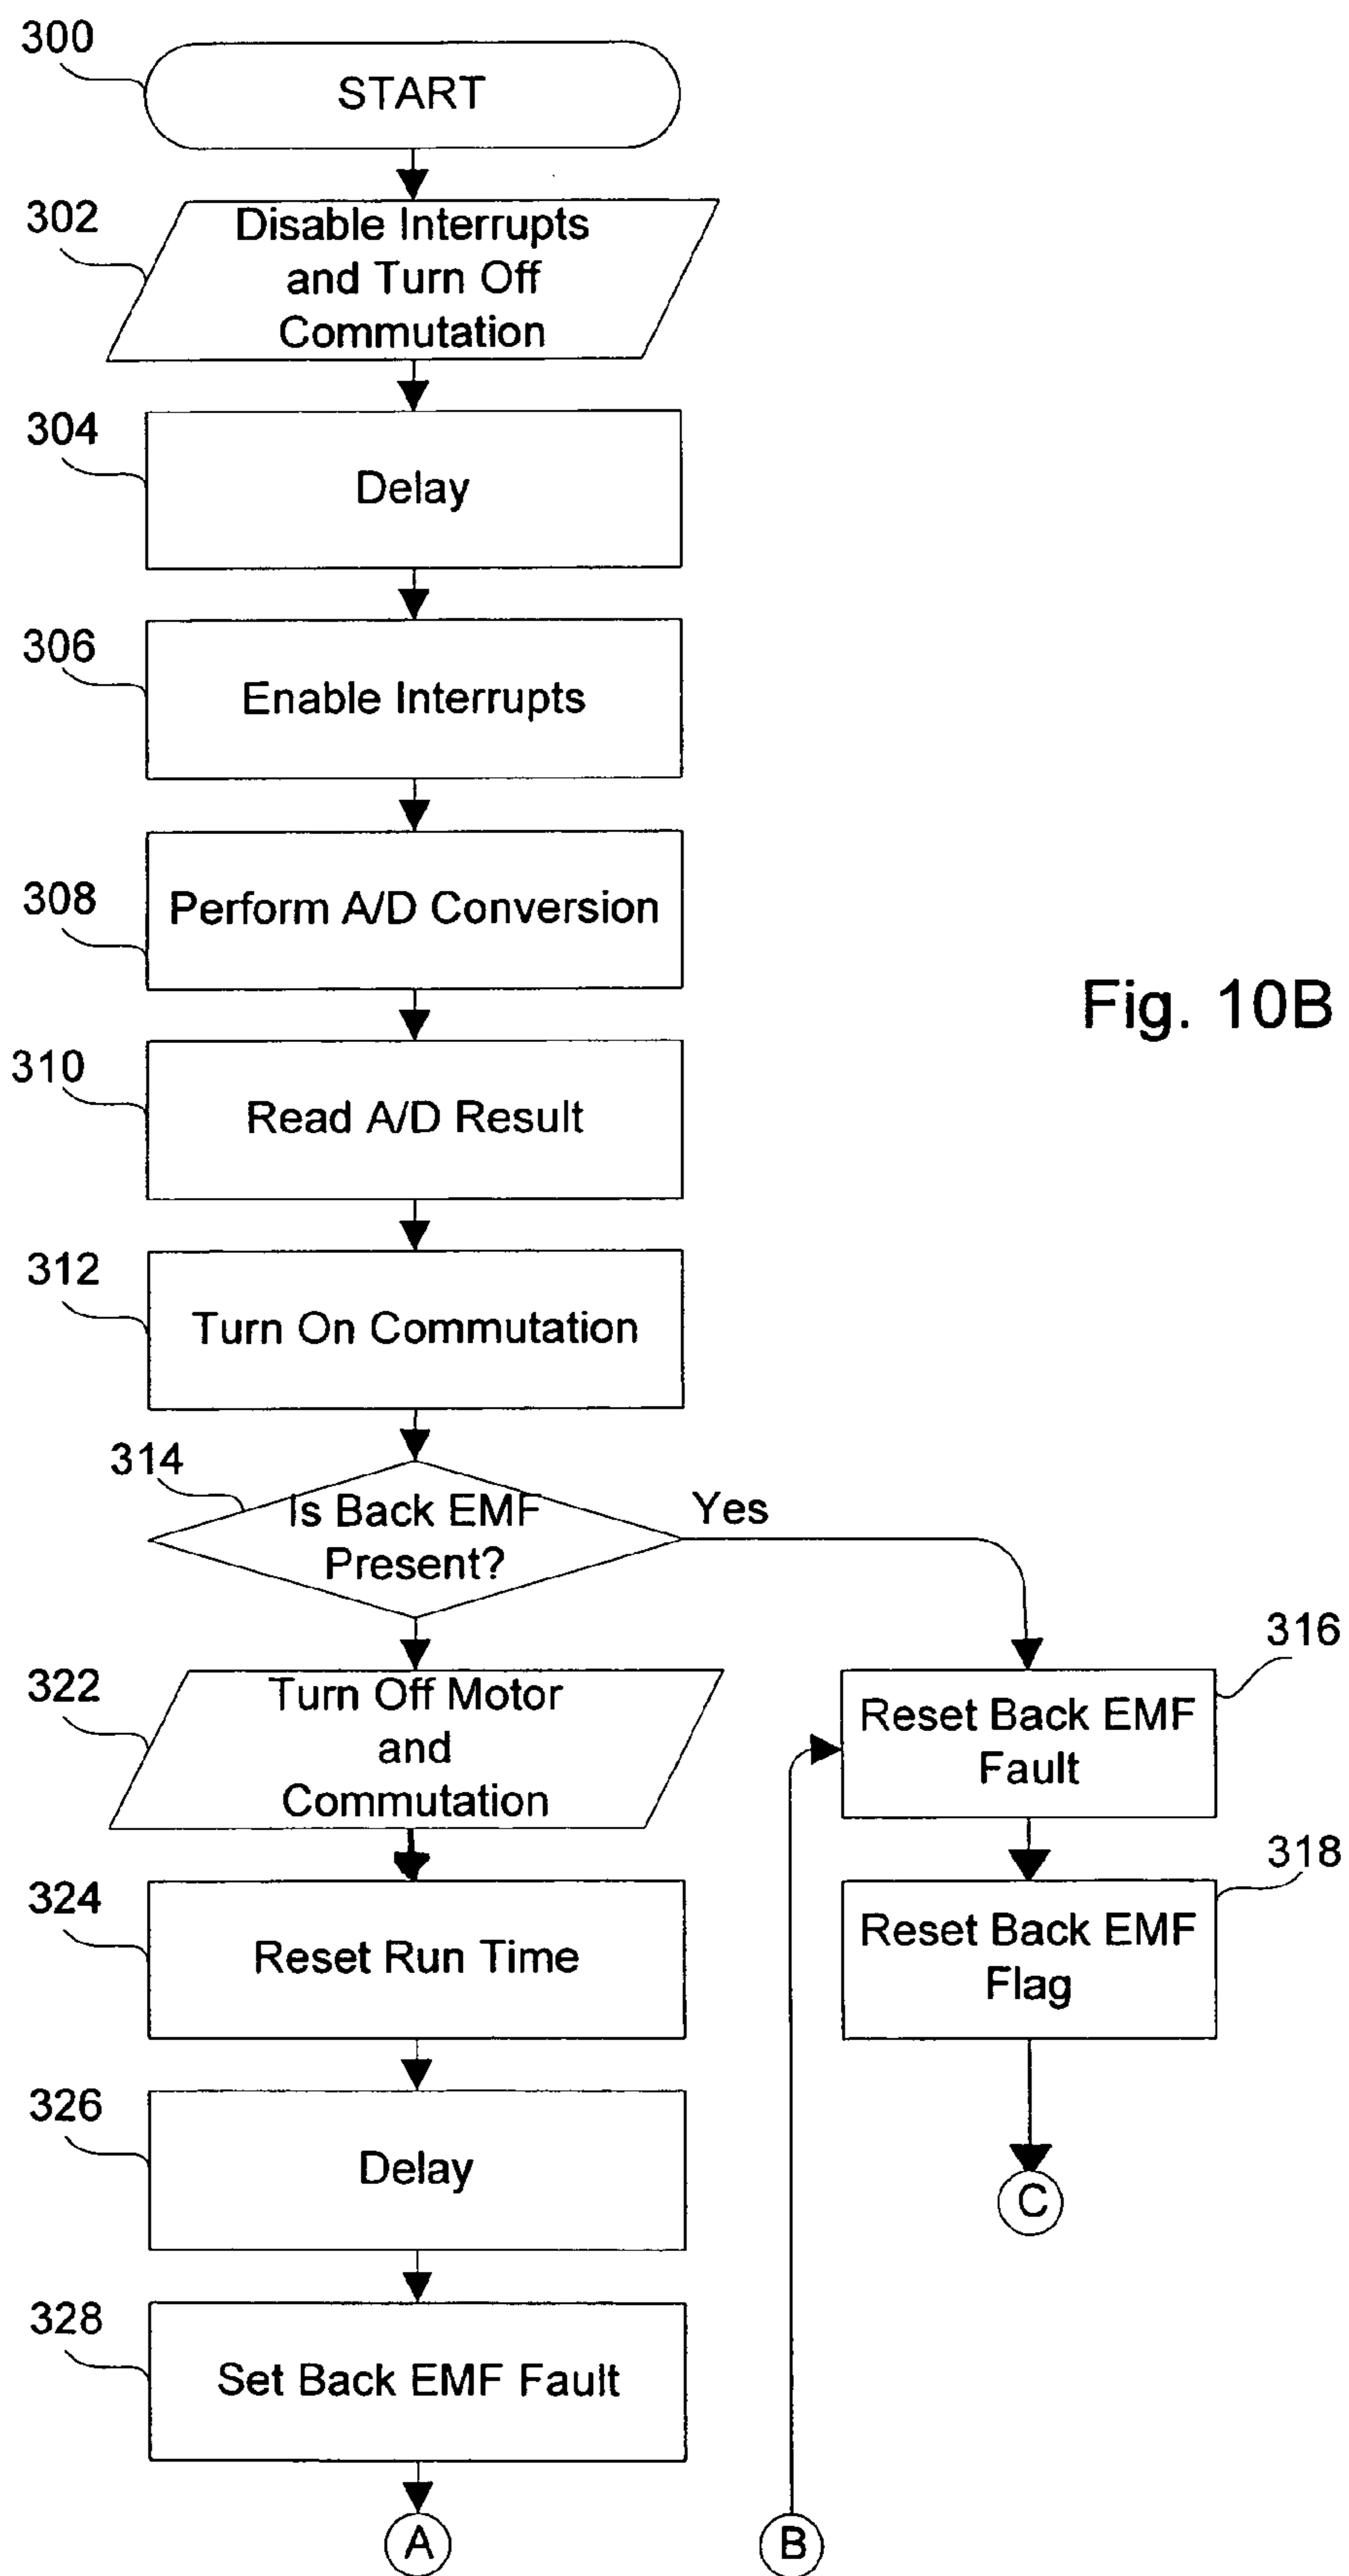 300
START
302
Disable Interrupts
and Turn Off
Commutation
304
Delay
306
Enable Interrupts
308
Perform A/D Conversion
Fig. 10B
310
Read A/D Result
312
Turn On Commutation
314
Is Back EMF
Present?
Yes
316
Reset Back EMF
Fault
322
Turn Off Motor
and
Commutation
318
Reset Back EMF
Flag
324
Reset Run Time
326
Delay
C
328
Set Back EMF Fault
A
B